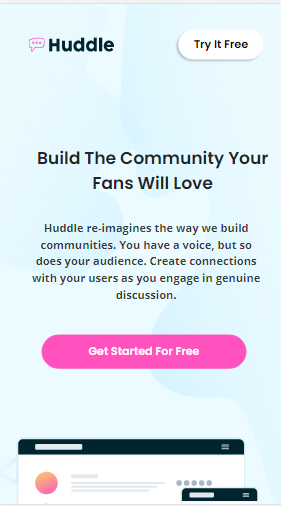 Huddle
Try It Free
Build The Community Your
Fans Will Love
Huddle re-imagines the way we build
communities. You have a voice, but so
does your audience. Create connections
with your users as you engage in genuine
discussion.
Get Started For Free